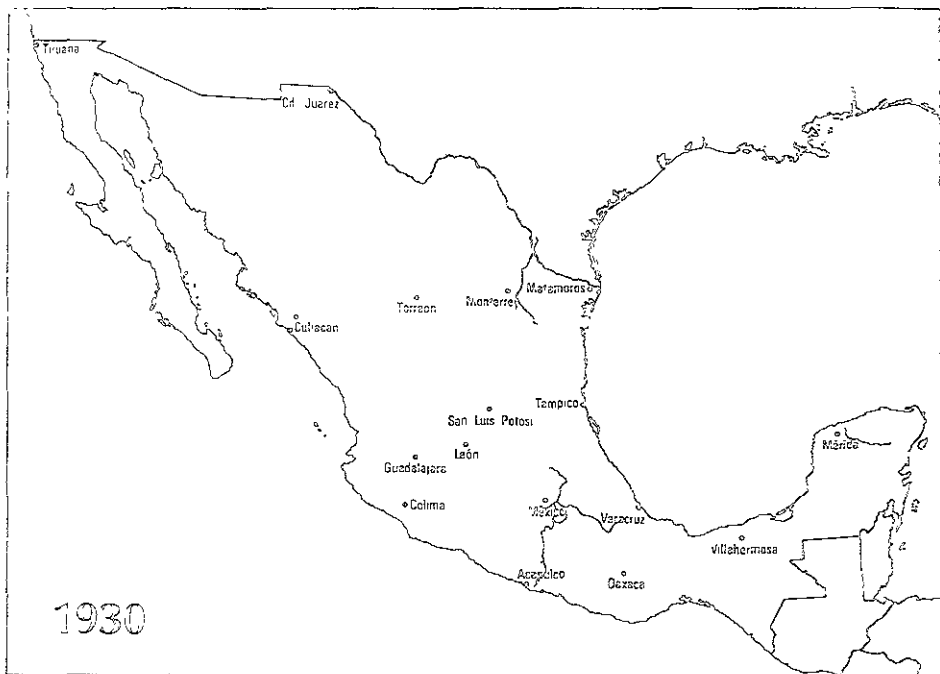 Tijuana
Cd Juarez
Matamoros
Monterrey
Torreon
Culiacan
Tampico
San Luis Potosi
León
Guadalajara
Mérida
Colima
México
Veracruz
Villahermosa
Acapulco
Oaxaca
1930